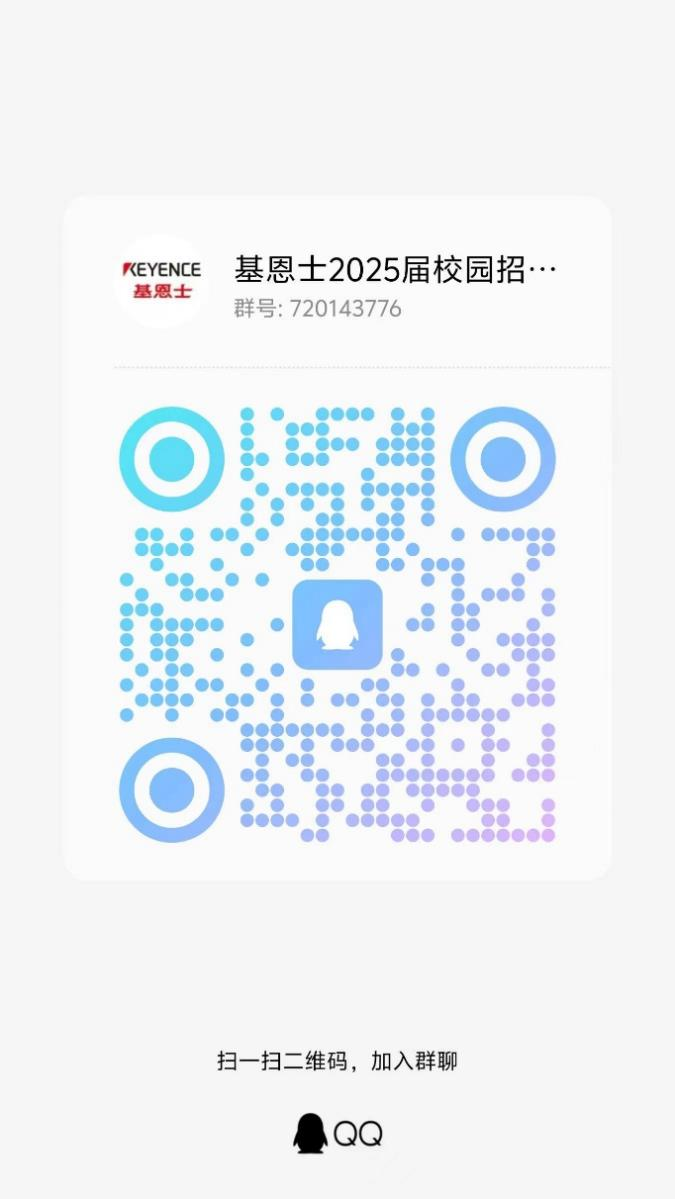 KEYENCE
基恩士
基恩士2025届校园招…
群号: 720143776
扫一扫二维码，加入群聊
QQ